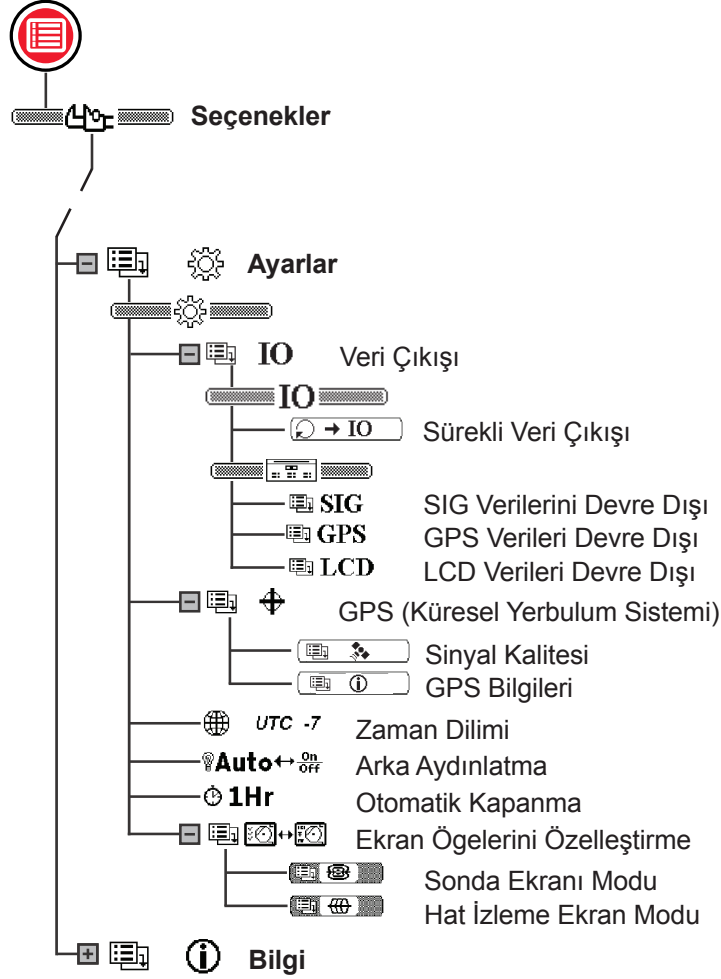 Seçenekler
Ayarlar
IO Veri Çıkışı
IO
IO Sürekli Veri Çıkışı
SIG SIG Verilerini Devre Dışı
GPS GPS Verileri Devre Dışı
LCD LCD Verileri Devre Dışı
GPS (Küresel Yerbulum Sistemi)
Sinyal Kalitesi
GPS Bilgileri
UTC -7 Zaman Dilimi
Auto On Off Arka Aydınlatma
1Hr Otomatik Kapanma
Ekran Ögelerini Özelleştirme
Sonda Ekranı Modu
Hat İzleme Ekran Modu
Bilgi